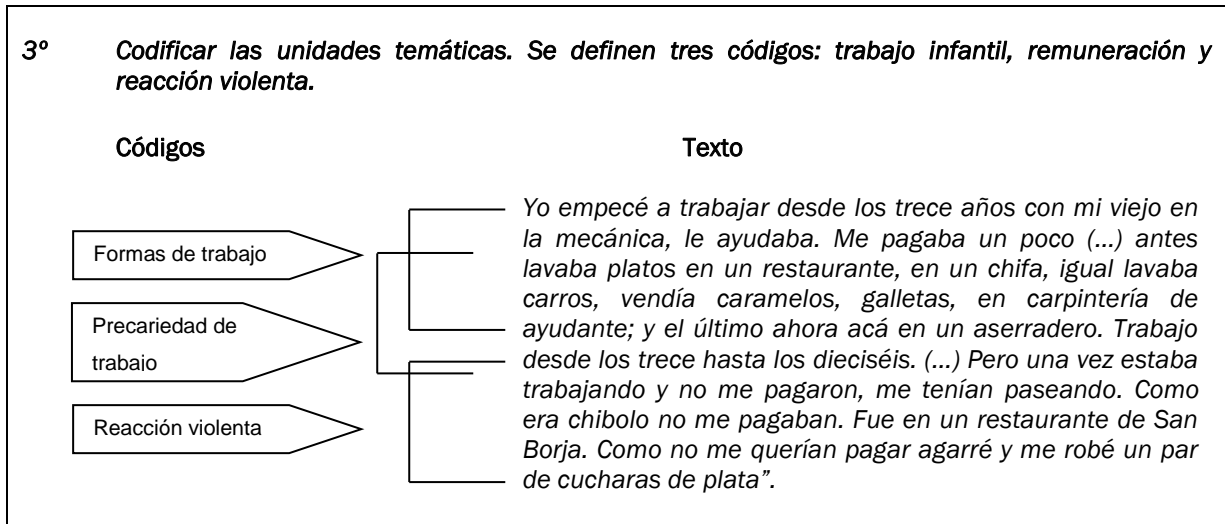 3º Codificar las unidades temáticas. Se definen tres códigos: trabajo infantil, remuneración y
reacción violenta.
Códigos
Texto
Formas de trabajo
Precariedad de
trabajo
Reacción violenta
Yo empecé a trabajar desde los trece años con mi viejo en
la mecánica, le ayudaba. Me pagaba un poco (…) antes
lavaba platos en un restaurante, en un chifa, igual lavaba
carros, vendía caramelos, galletas, en carpintería de
ayudante; y el último ahora acá en un aserradero. Trabajo
desde los trece hasta los dieciséis. (…) Pero una vez estaba
trabajando y no me pagaron, me tenían paseando. Como
era chibolo no me pagaban. Fue en un restaurante de San
Borja. Como no me querían pagar agarré y me robé un par
de cucharas de plata”.